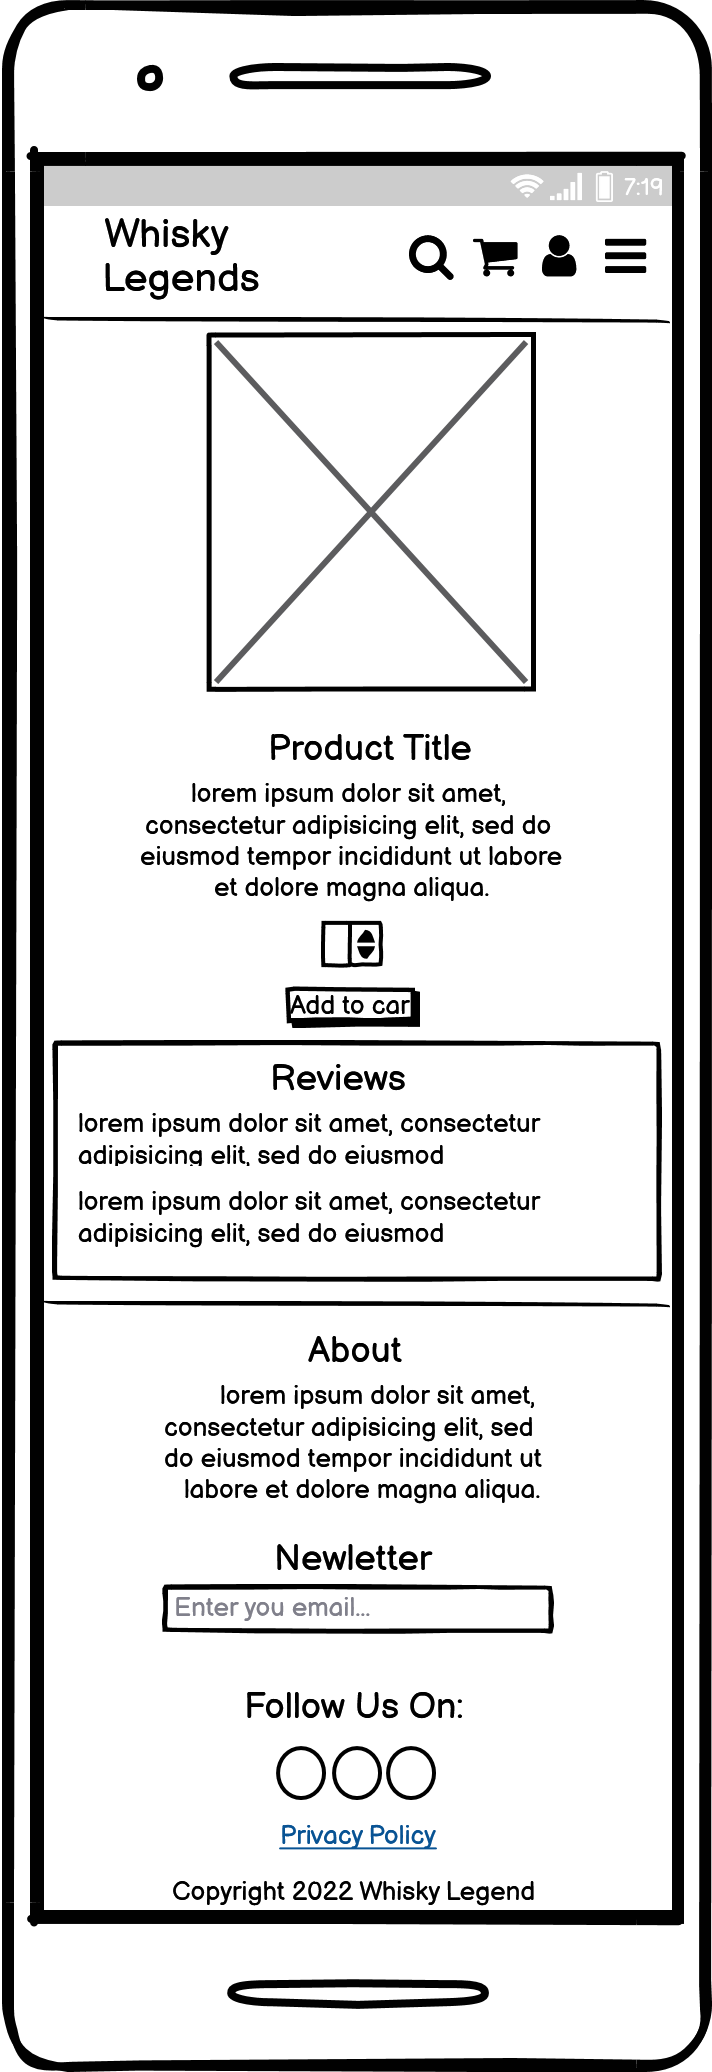 7:19
Whisky
Legends
Product Title
lorem ipsum dolor sit amet,
consectetur adipisicing elit, sed do
eiusmod tempor incididunt ut labore
et dolore magna aliqua.
Add to car
Reviews
lorem ipsum dolor sit amet, consectetur
adipisicing elit, sed do eiusmod
lorem ipsum dolor sit amet, consectetur
adipisicing elit, sed do eiusmod
About
lorem ipsum dolor sit amet,
consectetur adipisicing elit, sed
do eiusmod tempor incididunt ut
labore et dolore magna aliqua.
Newletter
Enter you email...
Follow Us On:
Privacy Policy
Copyright 2022 Whisky Legend